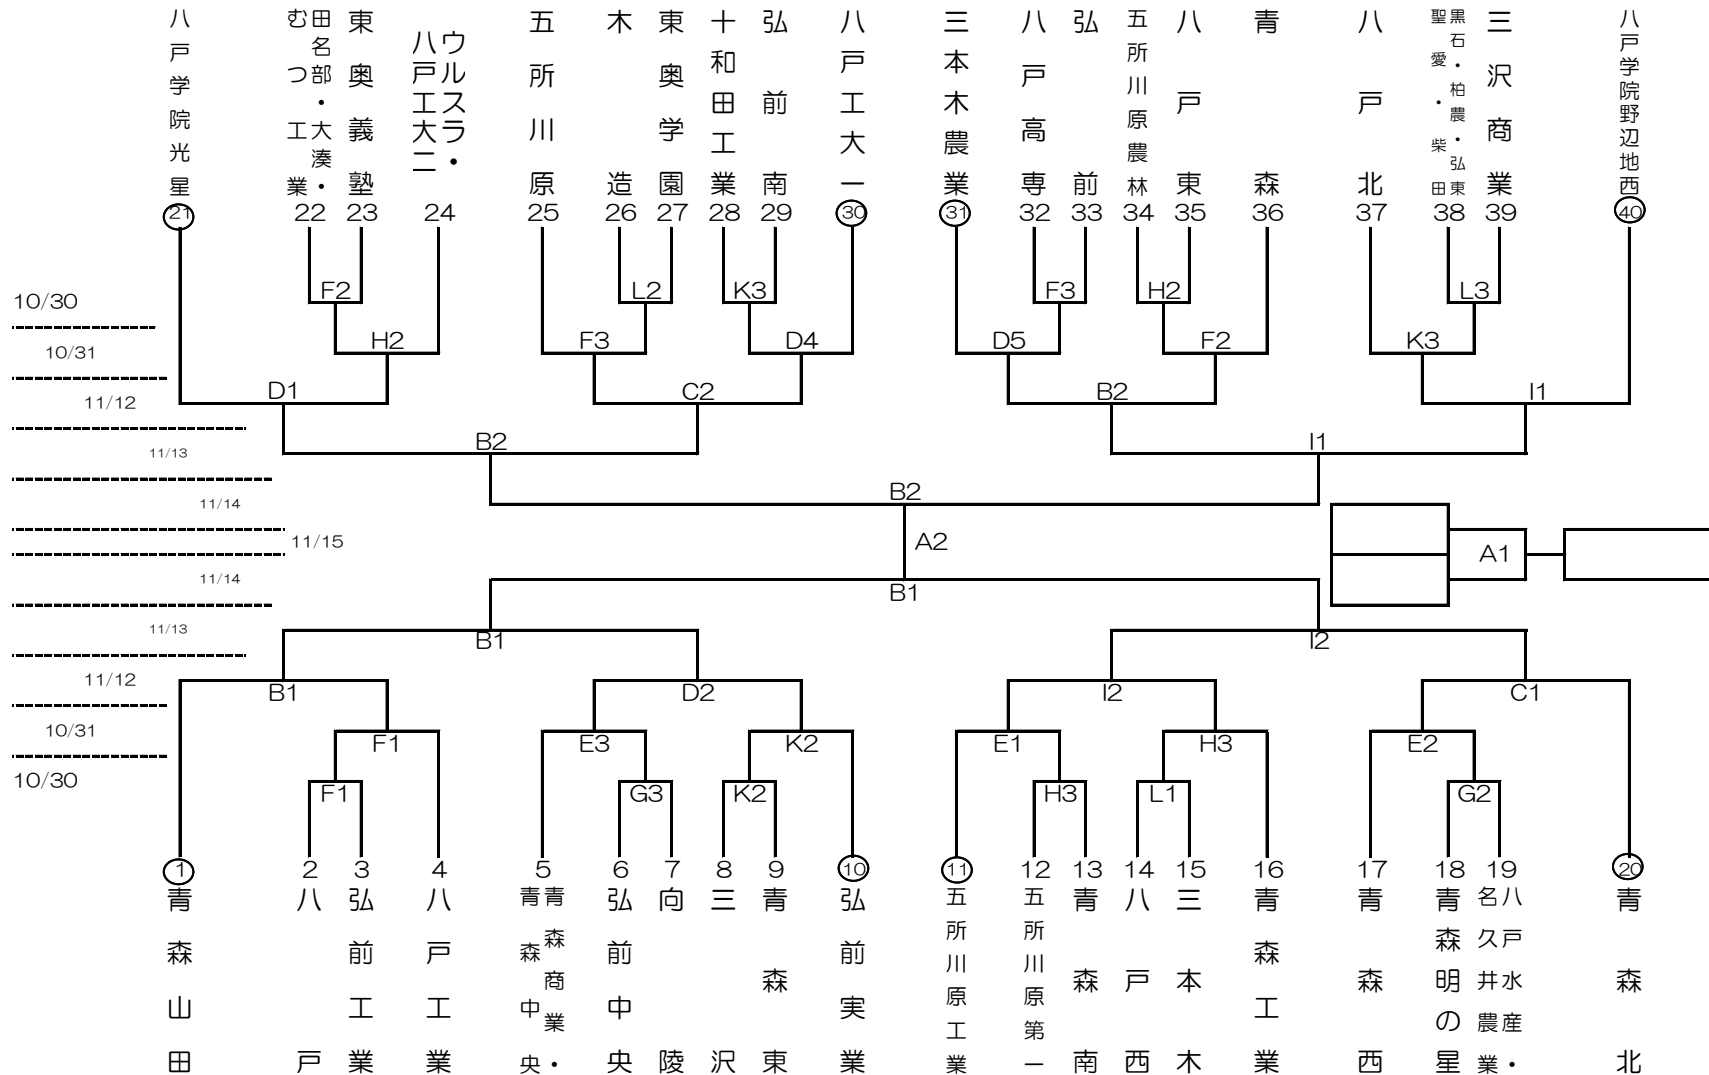 八戸学院光星
田名部・大湊・
むつ工業
東奥義塾
ウルスラ・
八戸工大二
五所川原
木造
東奥学園
十和田工業
弘前南
八戸工大一
三本木農業
八戸高専
弘前
五所川原農林
八戸東
青森
八戸北
黒石・柏農・弘東
聖愛・柴田
三沢商業
八戸学院野辺地西
21 22 23 24 25 26 27 28 29 30 31 32 33 34 35 36 37 38 39 40
10/30 F2 L2 K3 F3 H2 L3
10/31 H2 F3 D4 D5 F2 K3
11/12 D1 C2 B2 I1
11/13 B2 I1
11/14 B2
11/15 A2 A1
11/14 B1
11/13 B1 I2
11/12 B1 D2 I2 C1
10/31 F1 E3 K2 E1 H3 E2
10/30 F1 G3 K2 H3 L1 G2
1 2 3 4 5 6 7 8 9 10 11 12 13 14 15 16 17 18 19 20
青森山田
八戸
弘前工業
八戸工業
青森商業・
青森中央
弘前中央
向陵
三沢
青森東
弘前実業
五所川原工業
五所川原第一
青森南
八戸西
三本木
青森工業
青森西
青森明の星
八戸水産・
名久井農業
青森北